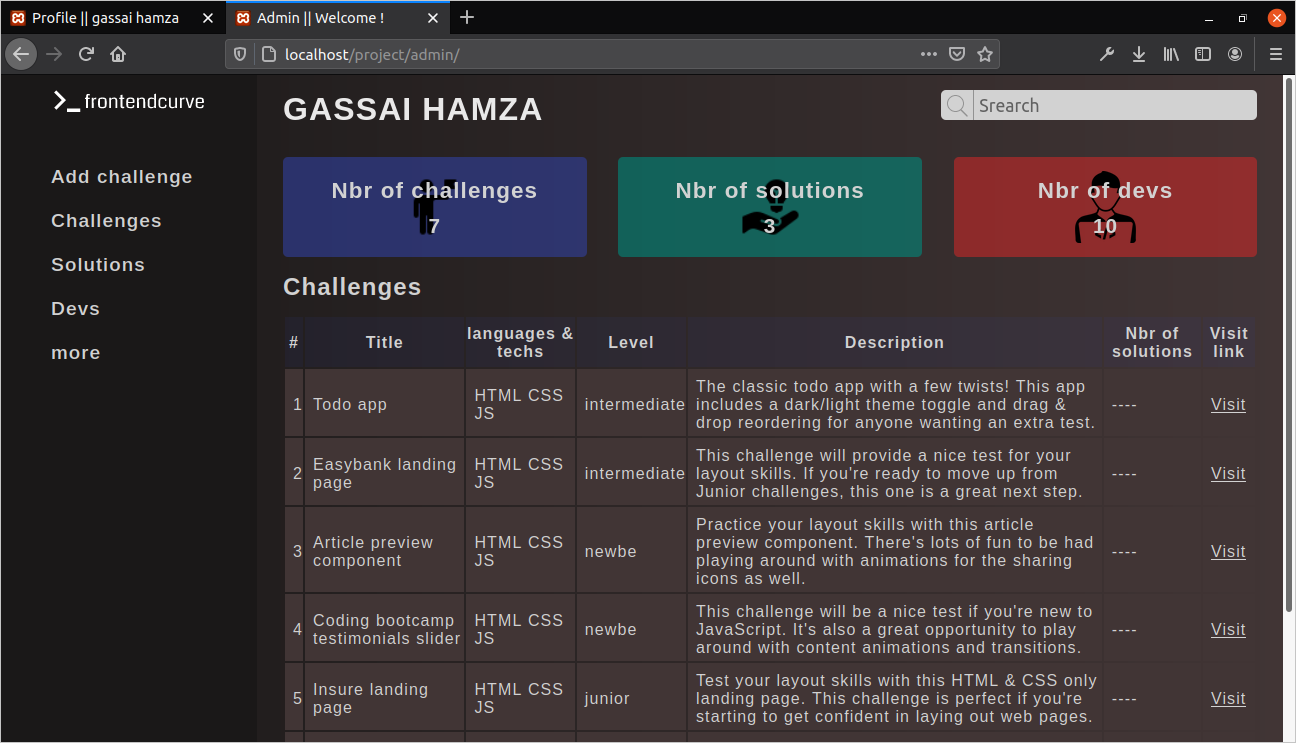 Profile || gassai hamza
Admin || Welcome !
localhost/project/admin/
frontendcurve
GASSAI HAMZA
Srearch
Add challenge
Challenges
Solutions
Devs
more
Nbr of challenges
7
Nbr of solutions
3
Nbr of devs
10
Challenges
# Title languages & techs Level Description Nbr of solutions Visit link
1 Todo app HTML CSS JS intermediate
The classic todo app with a few twists! This app
includes a dark/light theme toggle and drag &
drop reordering for anyone wanting an extra test.
---- Visit
2 Easybank landing page HTML CSS JS intermediate
This challenge will provide a nice test for your
layout skills. If you're ready to move up from
Junior challenges, this one is a great next step.
---- Visit
3 Article preview component HTML CSS JS newbe
Practice your layout skills with this article
preview component. There's lots of fun to be had
playing around with animations for the sharing
icons as well.
---- Visit
4 Coding bootcamp testimonials slider HTML CSS JS newbe
This challenge will be a nice test if you're new to
JavaScript. It's also a great opportunity to play
around with content animations and transitions.
---- Visit
5 Insure landing page HTML CSS JS junior
Test your layout skills with this HTML & CSS only
landing page. This challenge is perfect if you're
starting to get confident in laying out web pages.
---- Visit